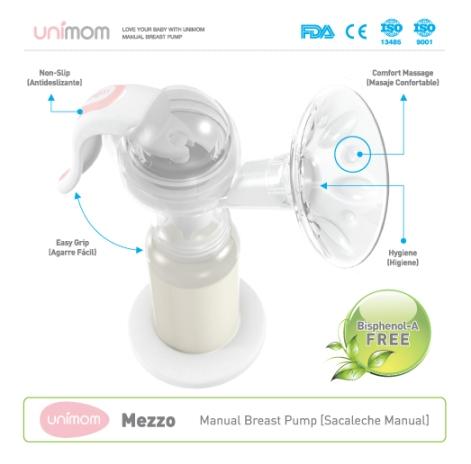 unimom
LOVE YOUR BABY WITH UNIMOM
MANUAL BREAST PUMP
FDA CE ISO 13485 ISO 9001
Non-Slip
(Antideslizante)
Comfort Massage
(Masaje Confortable)
Mezzo
Easy Grip
(Agarre Fácil)
Hygiene
(Higiene)
Bisphenol-A
FREE
unimom Mezzo Manual Breast Pump [Sacaleche Manual]